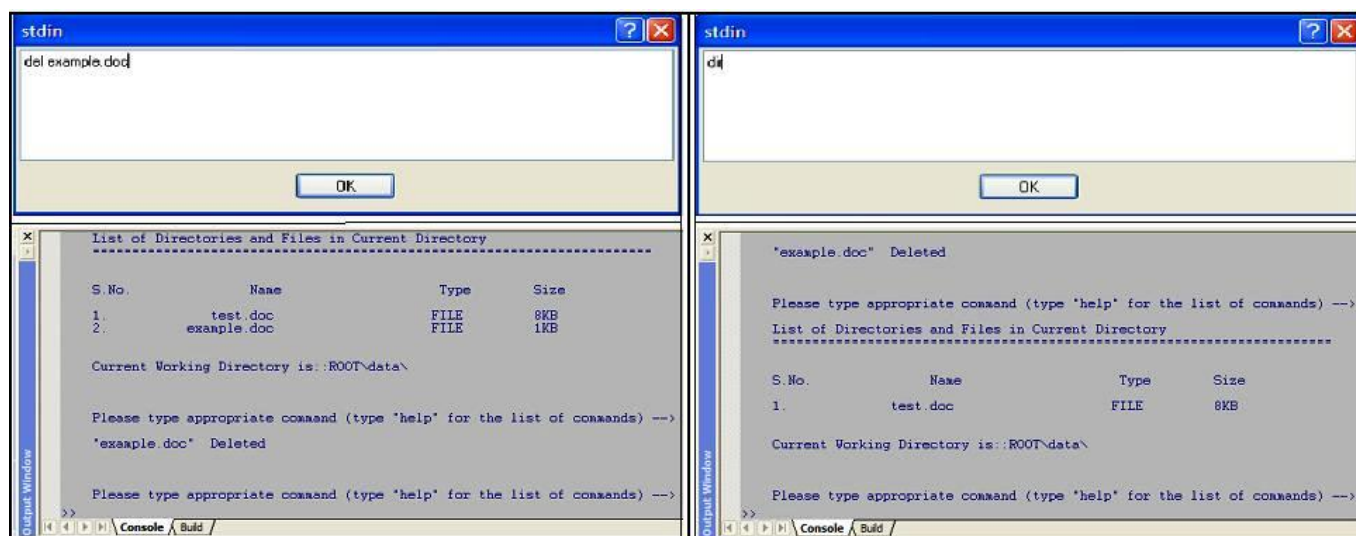 stdin
del example.doc
OK
List of Directories and Files in Current Directory
======================================================================
S.No. Name Type Size
1. test.doc FILE 8KB
2. example.doc FILE 1KB
Current Working Directory is::ROOT\data\
Please type appropriate command (type "help" for the list of commands) -->
"example.doc" Deleted
Please type appropriate command (type "help" for the list of commands) -->
>>
Output Window
Console Build
stdin
dir
OK
"example.doc" Deleted
Please type appropriate command (type "help" for the list of commands) -->
List of Directories and Files in Current Directory
======================================================================
S.No. Name Type Size
1. test.doc FILE 8KB
Current Working Directory is::ROOT\data\
Please type appropriate command (type "help" for the list of commands) -->
>>
Output Window
Console Build